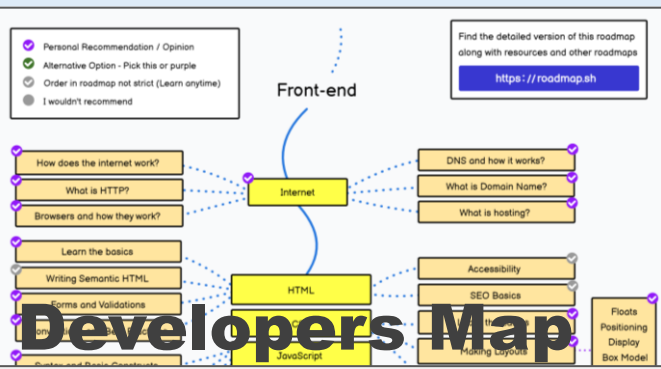 Personal Recommendation / Opinion
Alternative Option - Pick this or purple
Order in roadmap not strict (Learn anytime)
I wouldn't recommend
Find the detailed version of this roadmap
along with resources and other roadmaps
https://roadmap.sh
Front-end
How does the internet work?
What is HTTP?
Browsers and how they work?
Internet
DNS and how it works?
What is Domain Name?
What is hosting?
Learn the basics
Writing Semantic HTML
Forms and Validations
HTML
JavaScript
Accessibility
SEO Basics
Making Layouts
Floats
Positioning
Display
Box Model
Syntax and Basic Constructs
Developers Map